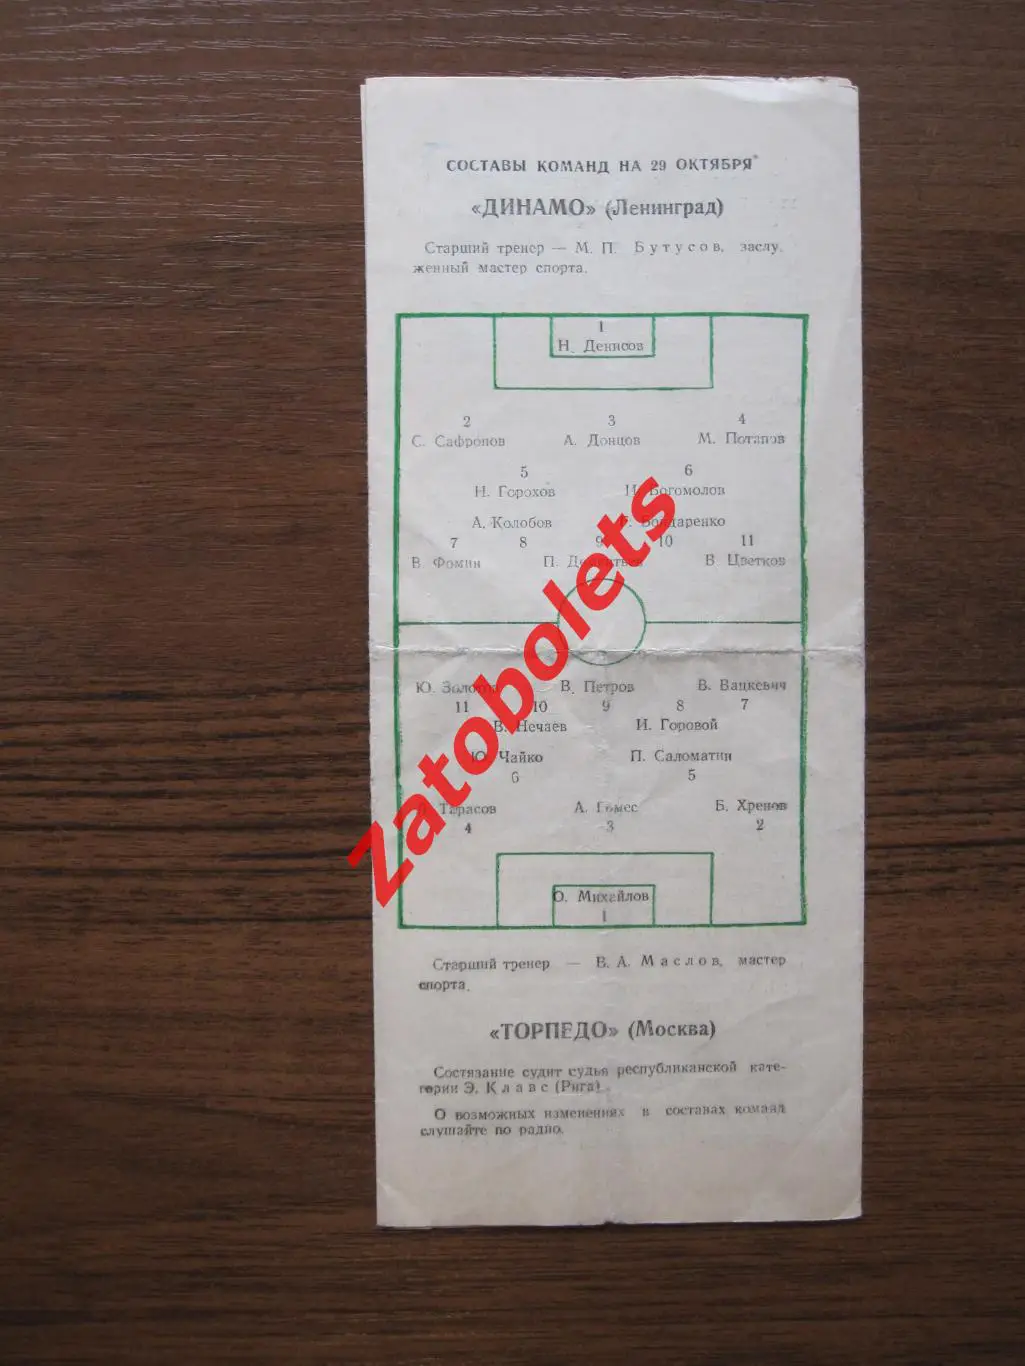 СОСТАВЫ КОМАНД НА 29 ОКТЯБРЯ
«ДИНАМО» (Ленинград)
Старший тренер — М. П. Бутусов, заслу
женный мастер спорта.
1
Н. Денисов
2 3 4
С. Сафронов А. Донцов М. Потапов
5 6
Н. Горохов Богомолов
А. Колобов Бондаренко
7 8 9 10 11
В. Фомин П. Дементьев В. Цветков
Ю. Золотов В. Петров В. Вацкевич
11 10 9 8 7
В. Нечаев И. Горовой
Ю. Чайко П. Саломатин
6 5
Тарасов А. Гомес Б. Хренов
4 3 2
О. Михайлов
1
Старший тренер — В. А. Маслов, мастер
спорта.
«ТОРПЕДО» (Москва)
Состязание судит судья республиканской кате-
гории Э. Клавс (Рига).
О возможных изменениях в составах команд
слушайте по радио.
Zatobolets